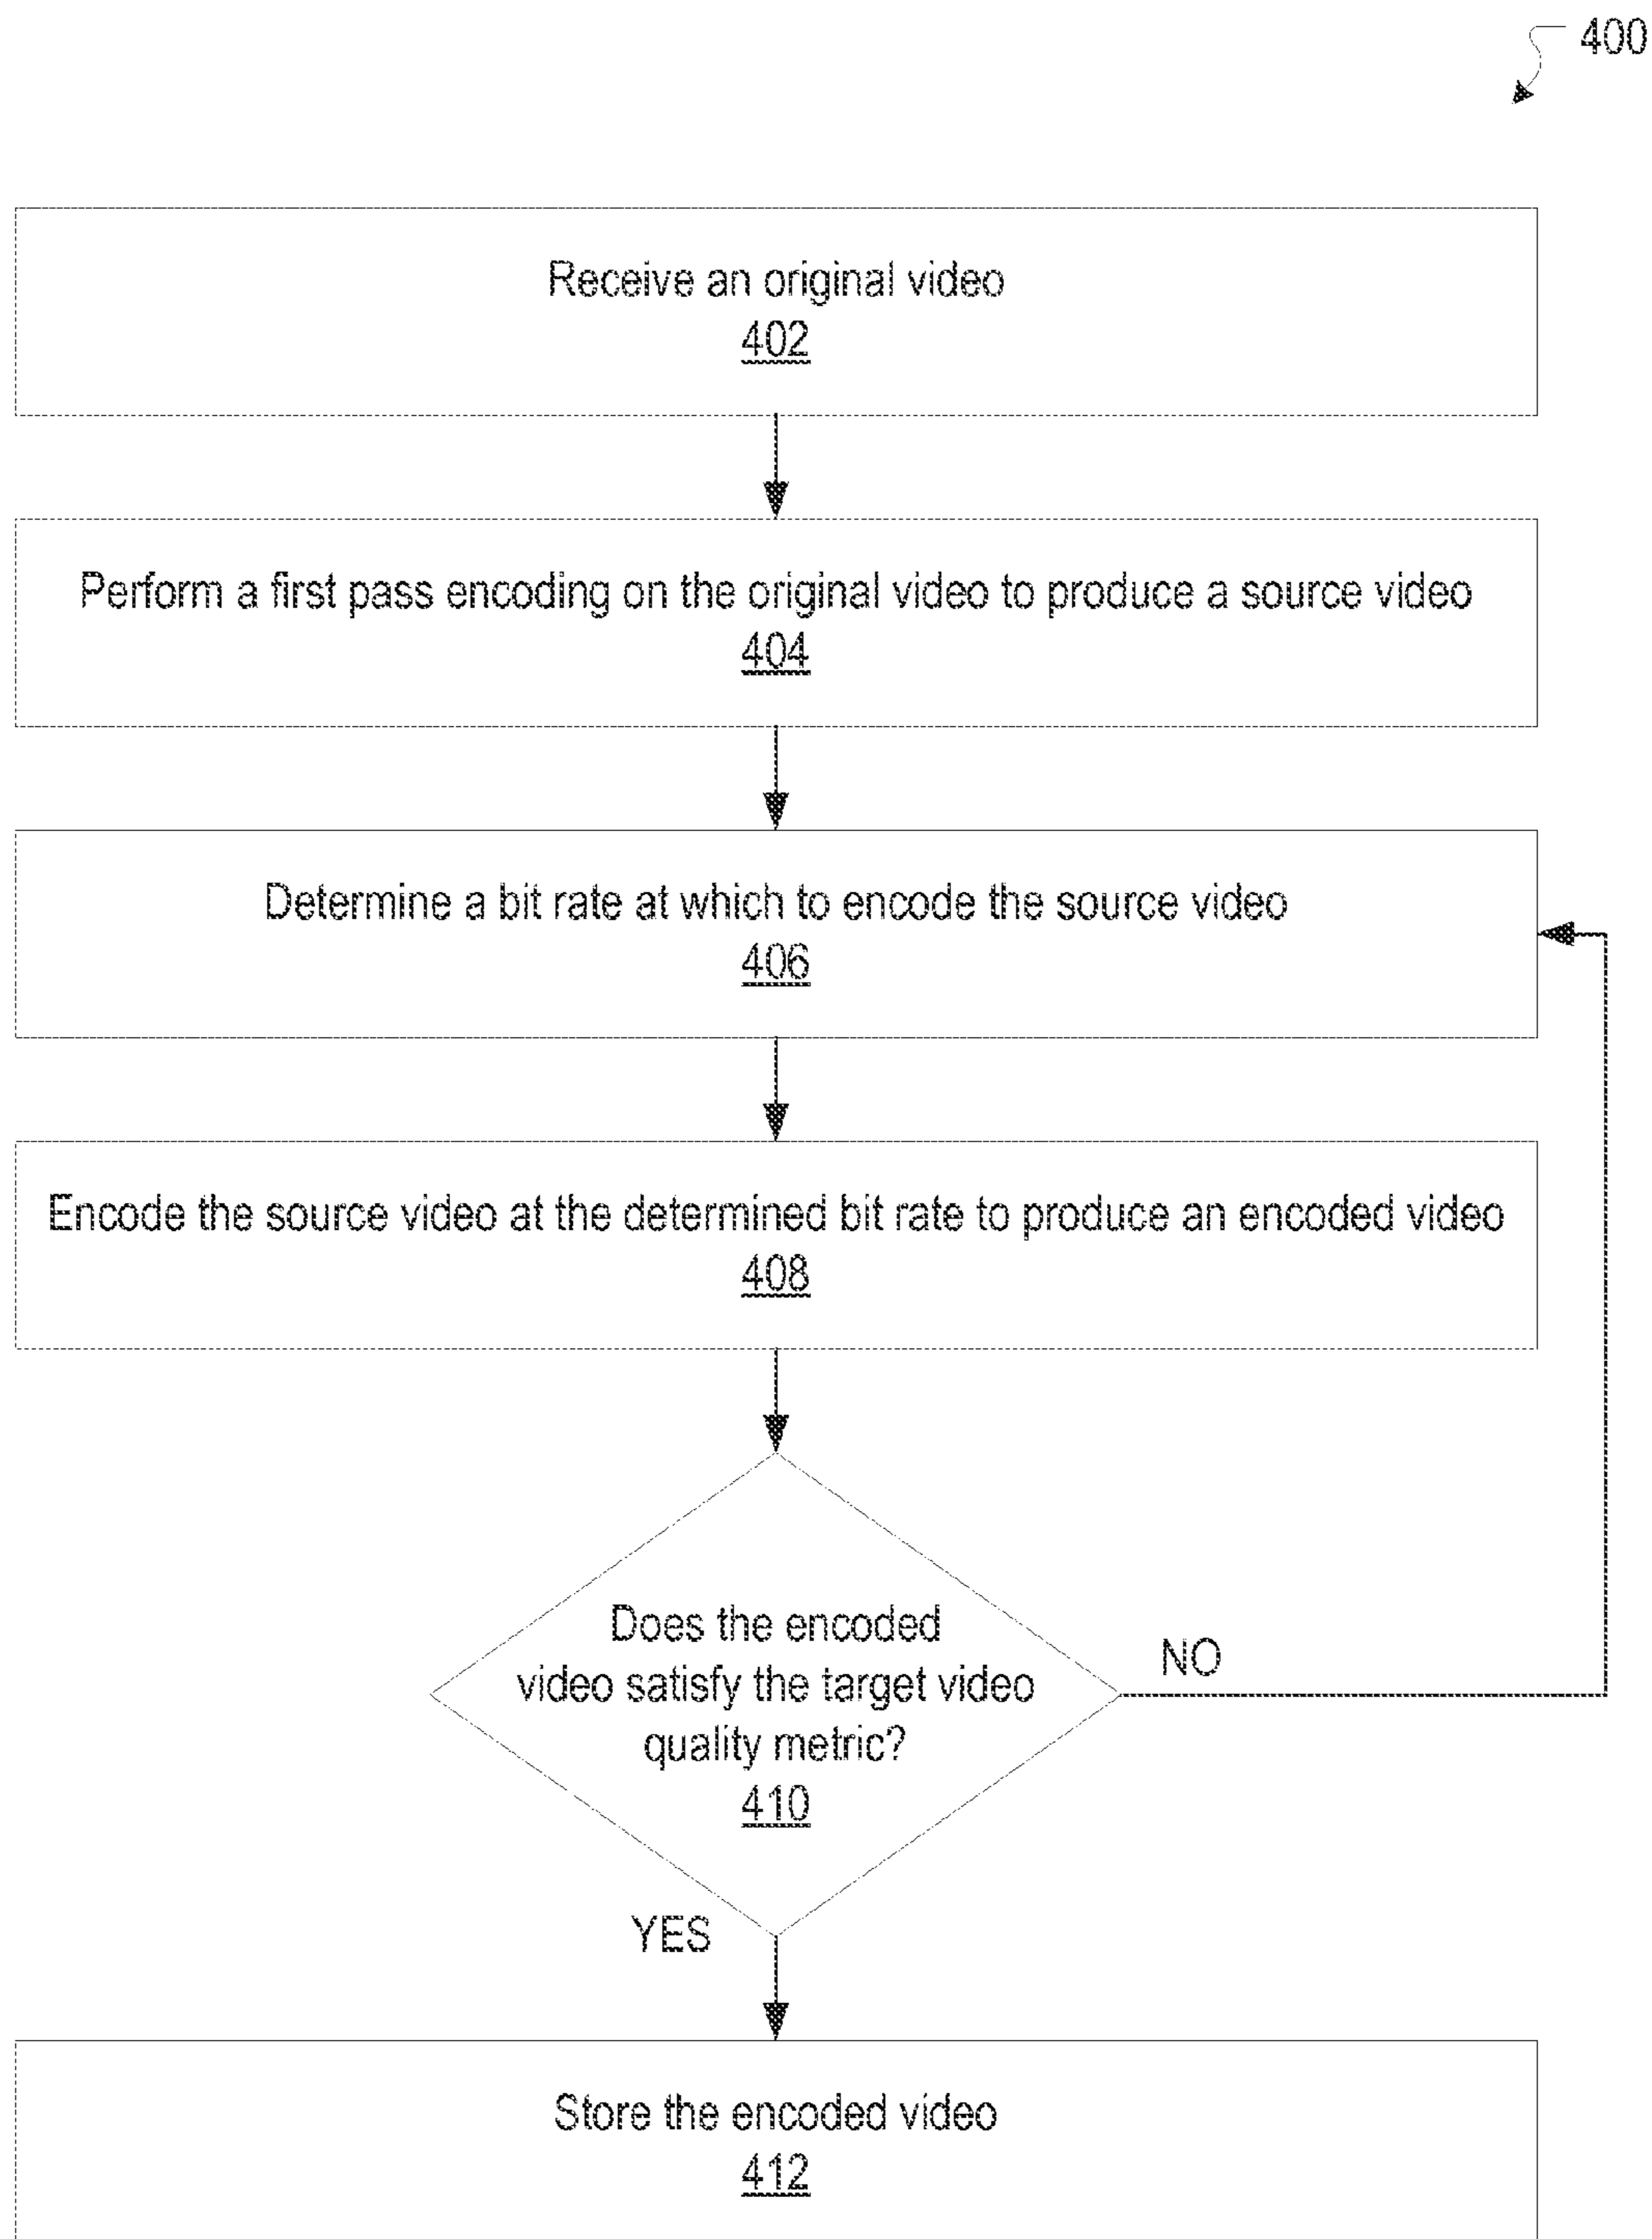 400
Receive an original video
402
Perform a first pass encoding on the original video to produce a source video
404
Determine a bit rate at which to encode the source video
406
Encode the source video at the determined bit rate to produce an encoded video
408
Does the encoded
video satisfy the target video
quality metric?
410
NO
YES
Store the encoded video
412